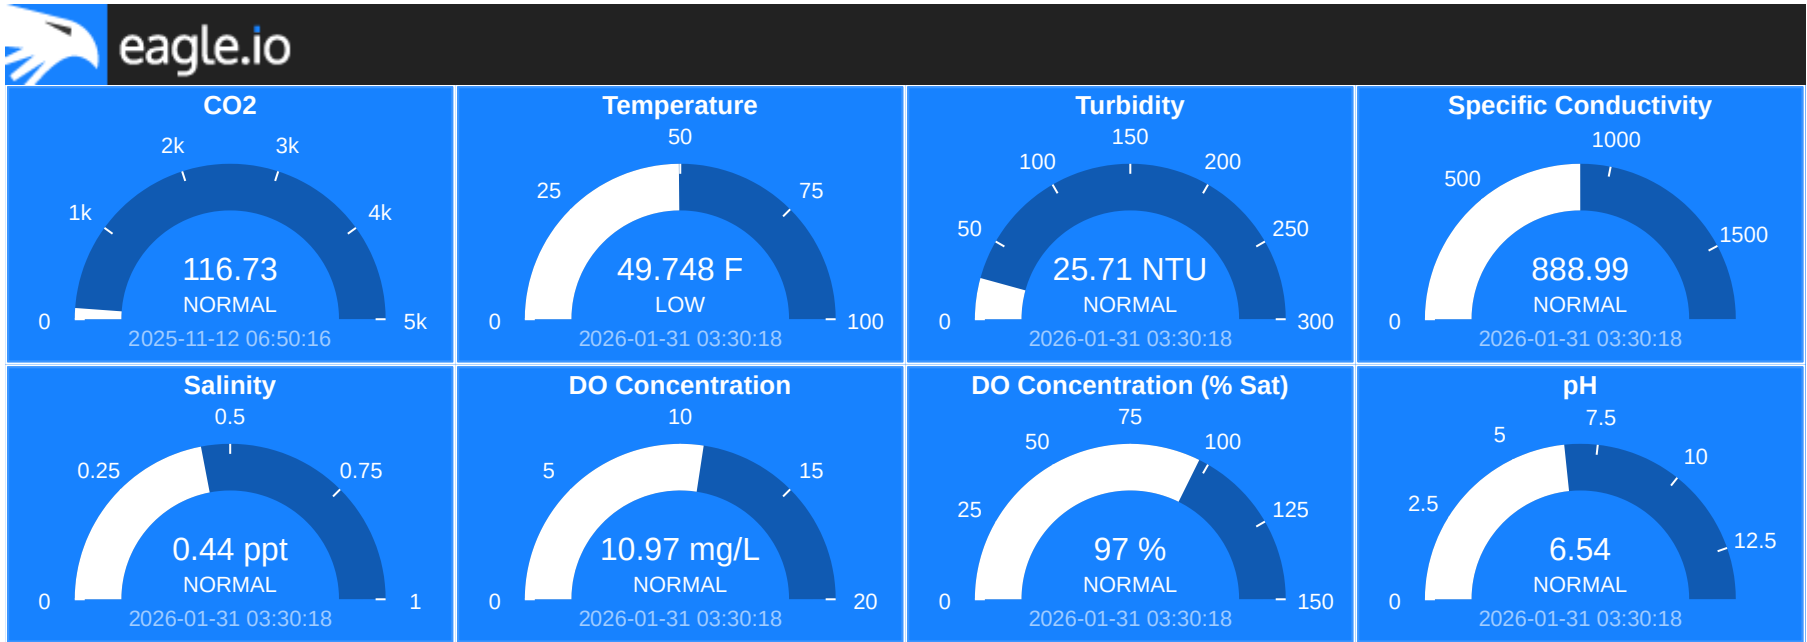 eagle.io
CO2
0
1k
2k
3k
4k
5k
116.73
NORMAL
2025-11-12 06:50:16
Temperature
0
25
50
75
100
49.748 F
LOW
2026-01-31 03:30:18
Turbidity
0
50
100
150
200
250
300
25.71 NTU
NORMAL
2026-01-31 03:30:18
Specific Conductivity
0
500
1000
1500
888.99
NORMAL
2026-01-31 03:30:18
Salinity
0
0.25
0.5
0.75
1
0.44 ppt
NORMAL
2026-01-31 03:30:18
DO Concentration
0
5
10
15
20
10.97 mg/L
NORMAL
2026-01-31 03:30:18
DO Concentration (% Sat)
0
25
50
75
100
125
150
97 %
NORMAL
2026-01-31 03:30:18
pH
0
2.5
5
7.5
10
12.5
6.54
NORMAL
2026-01-31 03:30:18